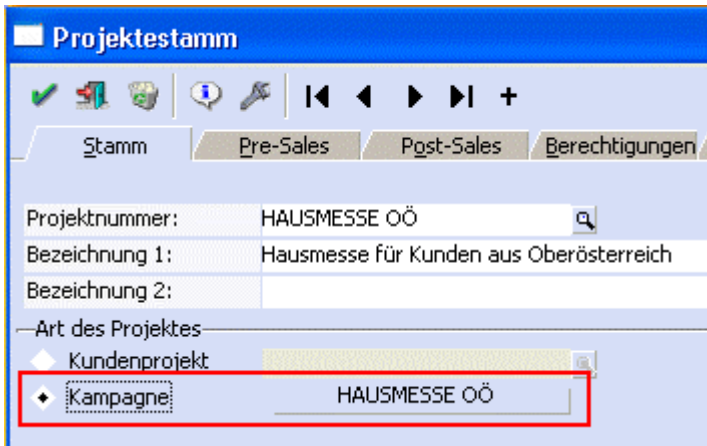 Projektestamm
Stamm Pre-Sales Post-Sales Berechtigungen
Projektnummer: HAUSMESSE OÖ
Bezeichnung 1: Hausmesse für Kunden aus Oberösterreich
Bezeichnung 2:
Art des Projektes
Kundenprojekt
Kampagne HAUSMESSE OÖ